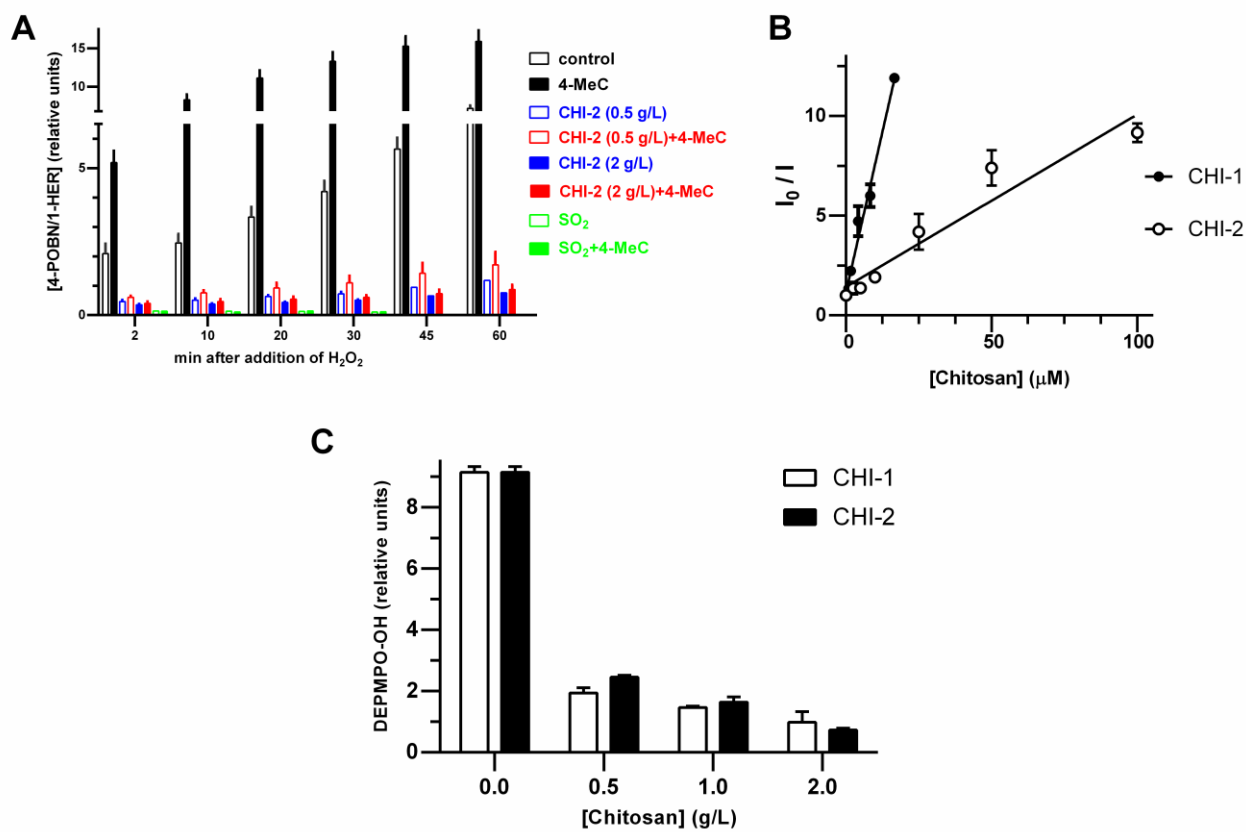 A
[4-POBN/1-HER] (relative units)
15
10
5
0
2 10 20 30 45 60
min after addition of H₂O₂
control
4-MeC
CHI-2 (0.5 g/L)
CHI-2 (0.5 g/L)+4-MeC
CHI-2 (2 g/L)
CHI-2 (2 g/L)+4-MeC
SO₂
SO₂+4-MeC
B
I₀ / I
10
5
0
0 50 100
[Chitosan] (μM)
CHI-1
CHI-2
C
DEPMPO-OH (relative units)
8
6
4
2
0
0.0 0.5 1.0 2.0
[Chitosan] (g/L)
CHI-1
CHI-2